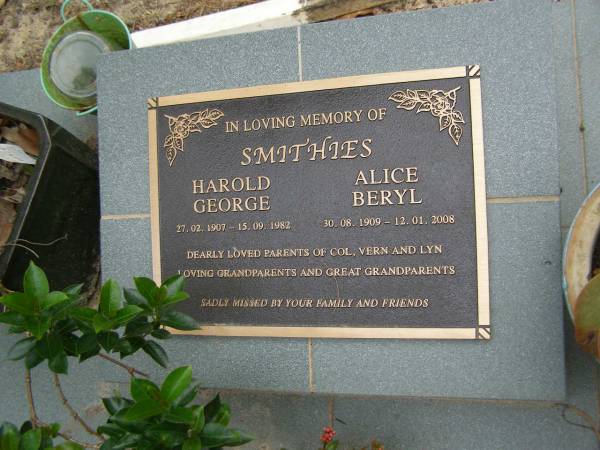 IN LOVING MEMORY OF
SMITHIES
HAROLD GEORGE
27. 02. 1907 – 15. 09. 1982
ALICE BERYL
30. 08. 1909 – 12. 01. 2008
DEARLY LOVED PARENTS OF COL, VERN AND LYN
LOVING GRANDPARENTS AND GREAT GRANDPARENTS
SADLY MISSED BY YOUR FAMILY AND FRIENDS